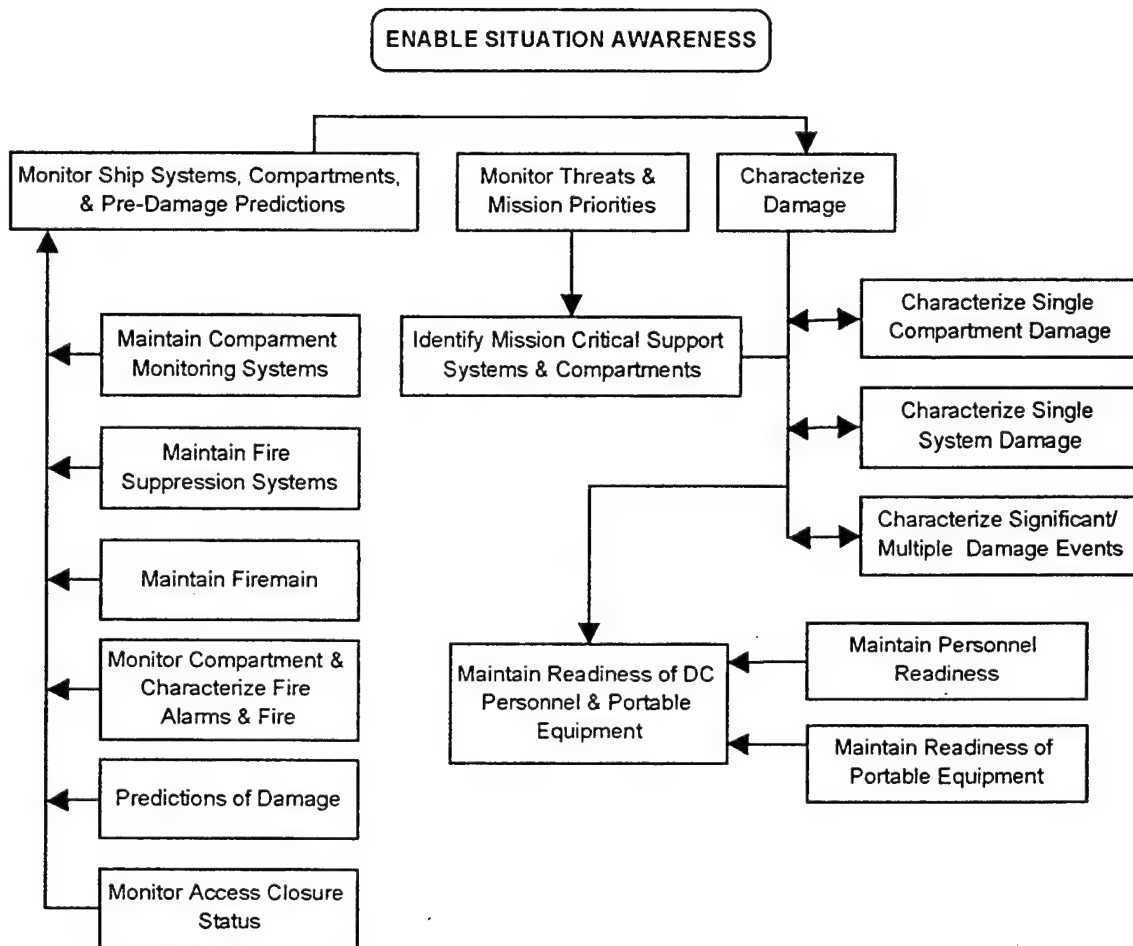 ENABLE SITUATION AWARENESS
Monitor Ship Systems, Compartments,
& Pre-Damage Predictions
Monitor Threats &
Mission Priorities
Characterize
Damage
Maintain Comparment
Monitoring Systems
Maintain Fire
Suppression Systems
Maintain Firemain
Monitor Compartment &
Characterize Fire
Alarms & Fire
Predictions of Damage
Monitor Access Closure
Status
Identify Mission Critical Support
Systems & Compartments
Characterize Single
Compartment Damage
Characterize Single
System Damage
Characterize Significant/
Multiple Damage Events
Maintain Readiness of DC
Personnel & Portable
Equipment
Maintain Personnel
Readiness
Maintain Readiness of
Portable Equipment